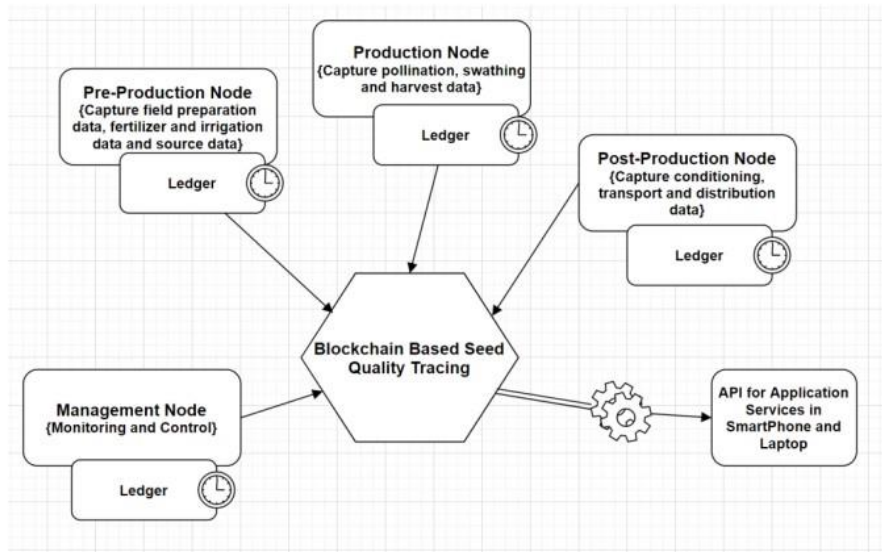 Production Node
{Capture pollination, swathing
and harvest data}
Ledger
Pre-Production Node
{Capture field preparation
data, fertilizer and irrigation
data and source data}
Ledger
Post-Production Node
{Capture conditioning,
transport and distribution
data}
Ledger
Blockchain Based Seed
Quality Tracing
Management Node
{Monitoring and Control}
Ledger
API for Application
Services in
SmartPhone and
Laptop